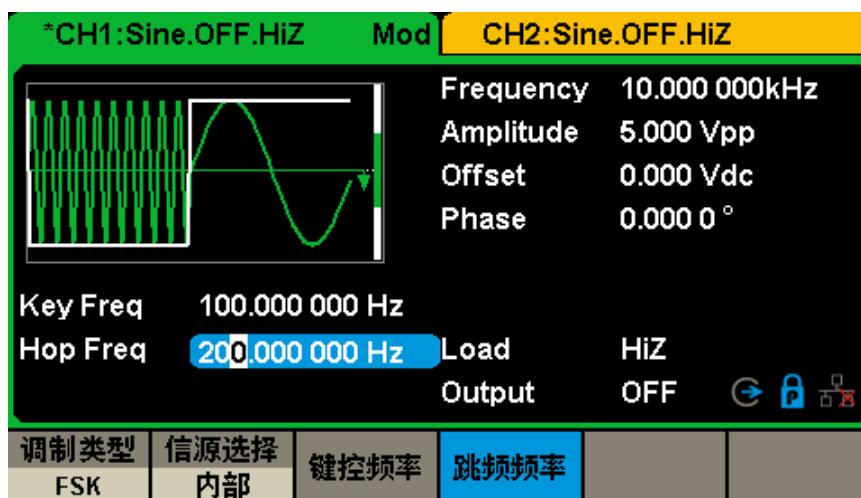 *CH1:Sine.OFF.HiZ Mod CH2:Sine.OFF.HiZ
Frequency 10.000 000kHz
Amplitude 5.000 Vpp
Offset 0.000 Vdc
Phase 0.000 0°
Key Freq 100.000 000 Hz
Hop Freq 200.000 000 Hz
Load HiZ
Output OFF
P
调制类型 信源选择 键控频率 跳频频率
FSK 内部